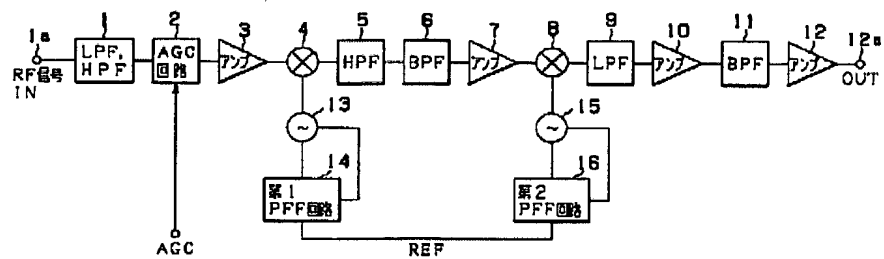 1a
RF信号
IN
1
LPF,
HPF
2
AGC
回路
AGC
3
アンプ
4
5
HPF
6
BPF
7
アンプ
8
9
LPF
10
アンプ
11
BPF
12
アンプ
12a
OUT
13
~
14
第1
PFF回路
15
~
16
第2
PFF回路
REF